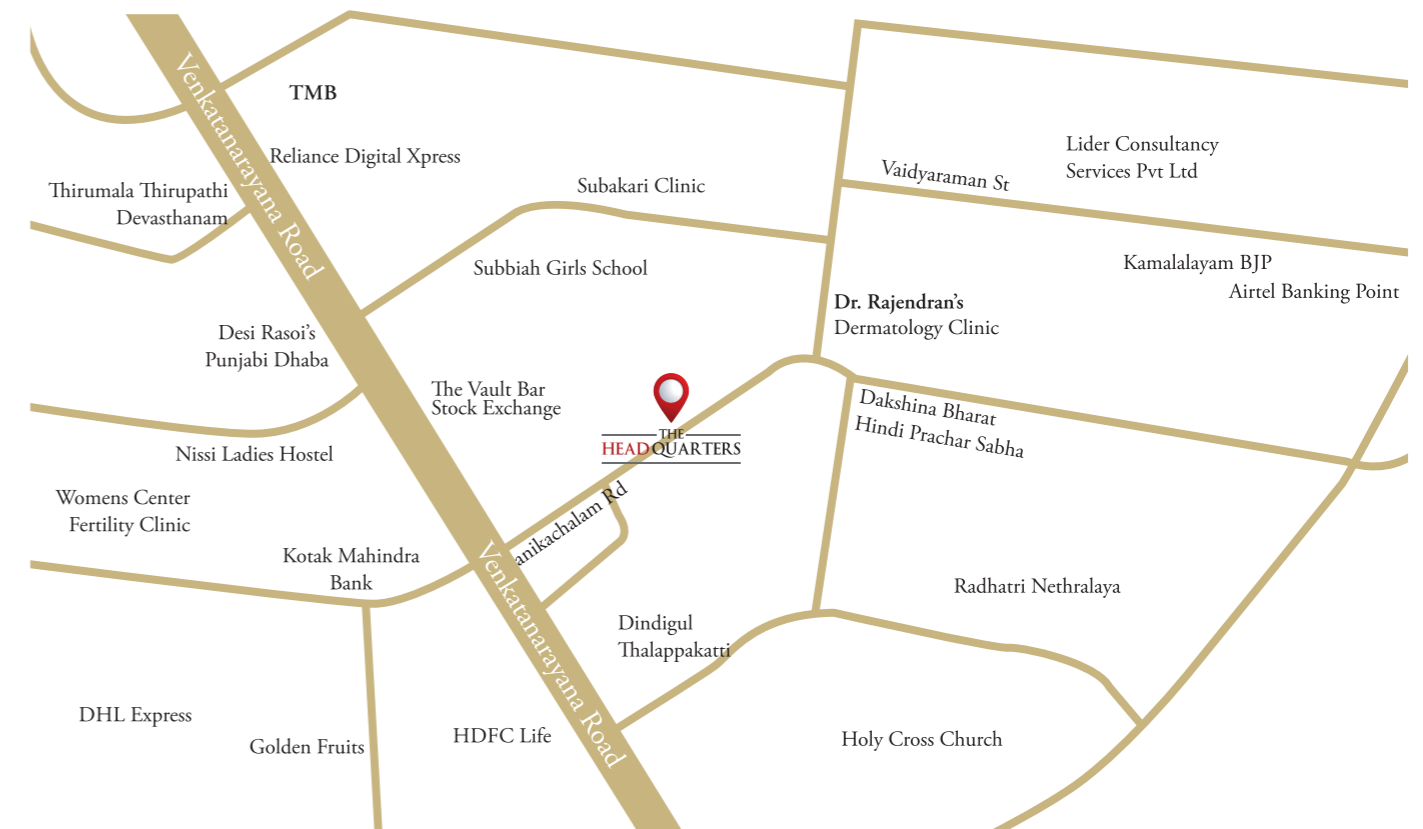 TMB
Venkatanarayana Road
Reliance Digital Xpress
Lider Consultancy
Services Pvt Ltd
Vaidyaraman St
Subakari Clinic
Thirumala Thirupathi
Devasthanam
Subbiah Girls School
Kamalalayam BJP
Airtel Banking Point
Dr. Rajendran's
Dermatology Clinic
Desi Rasoi's
Punjabi Dhaba
The Vault Bar
Stock Exchange
Dakshina Bharat
Hindi Prachar Sabha
THE
HEADQUARTERS
Nissi Ladies Hostel
Womens Center
Fertility Clinic
anikachalam Rd
Kotak Mahindra
Bank
Venkatanarayana Road
Radhatri Nethralaya
Dindigul
Thalappakatti
DHL Express
Golden Fruits
HDFC Life
Holy Cross Church